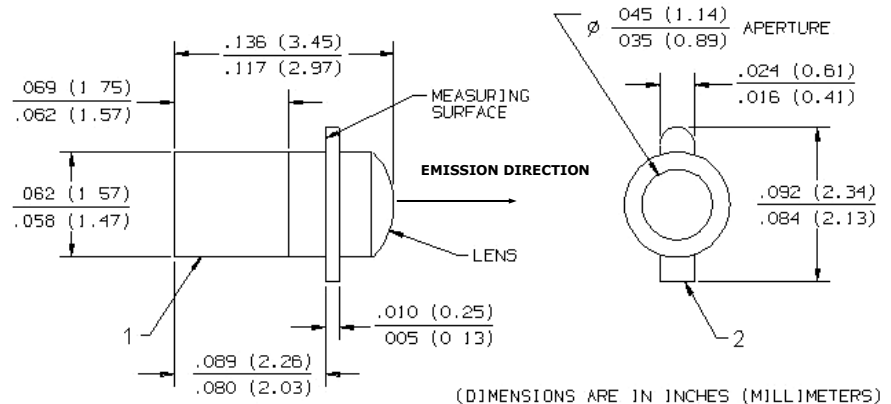 .136 (3.45)
.117 (2.97)
Ø 045 (1.14)
035 (0.89) APERTURE
.024 (0.61)
.016 (0.41)
069 (1 75)
.062 (1.57)
MEASURING
SURFACE
EMISSION DIRECTION
062 (1 57)
.058 (1.47)
.092 (2.34)
.084 (2.13)
LENS
1
.010 (0.25)
005 (0 13)
2
.089 (2.26)
.080 (2.03)
(DIMENSIONS ARE IN INCHES (MILLIMETERS)